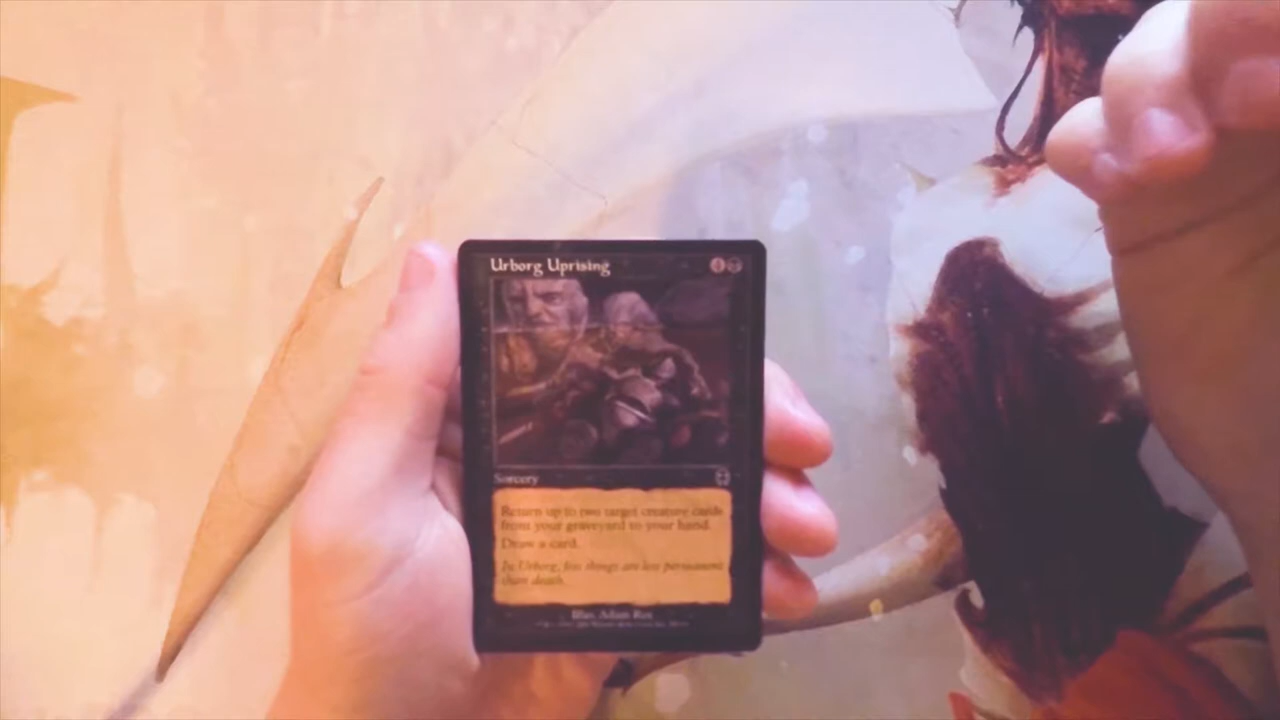 Urborg Uprising
Sorcery
Return up to two target creature cards
from your graveyard to your hand.
Draw a card.
In Urborg, few things are less permanent
than death.
Illus. Adam Rex